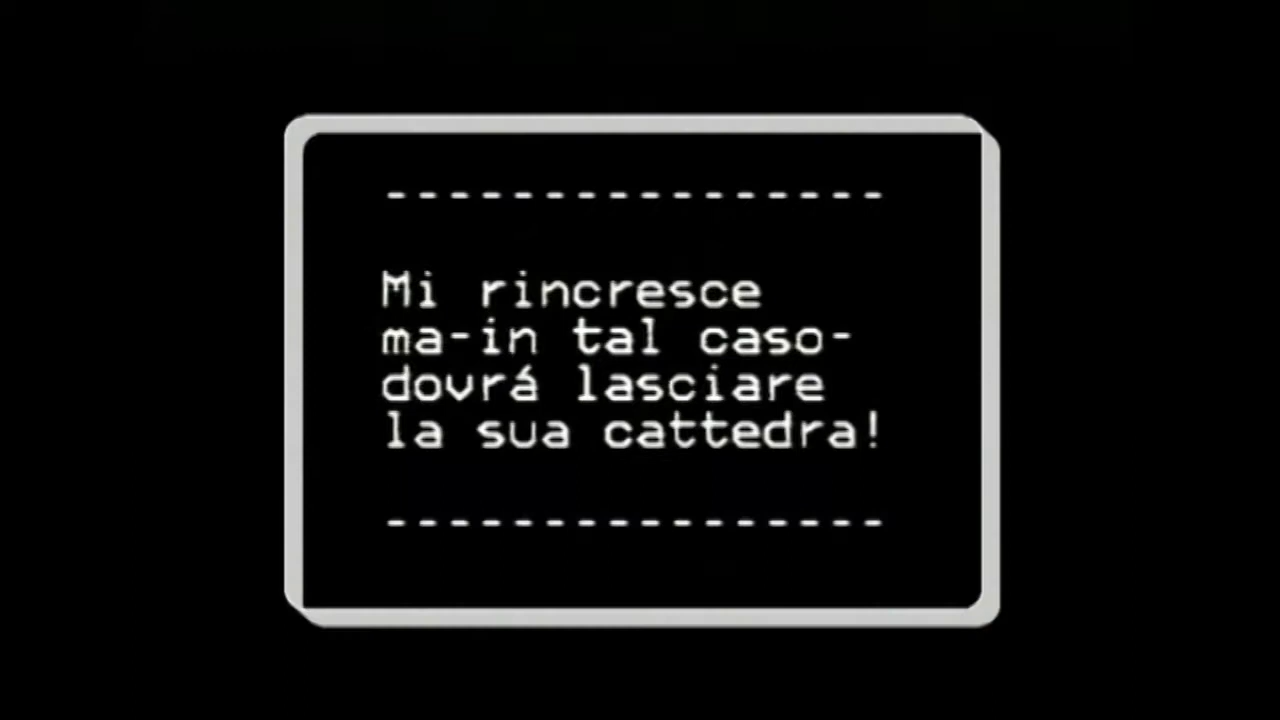 ----------------
Mi rincresce
ma-in tal caso-
dovrá lasciare
la sua cattedra!
----------------